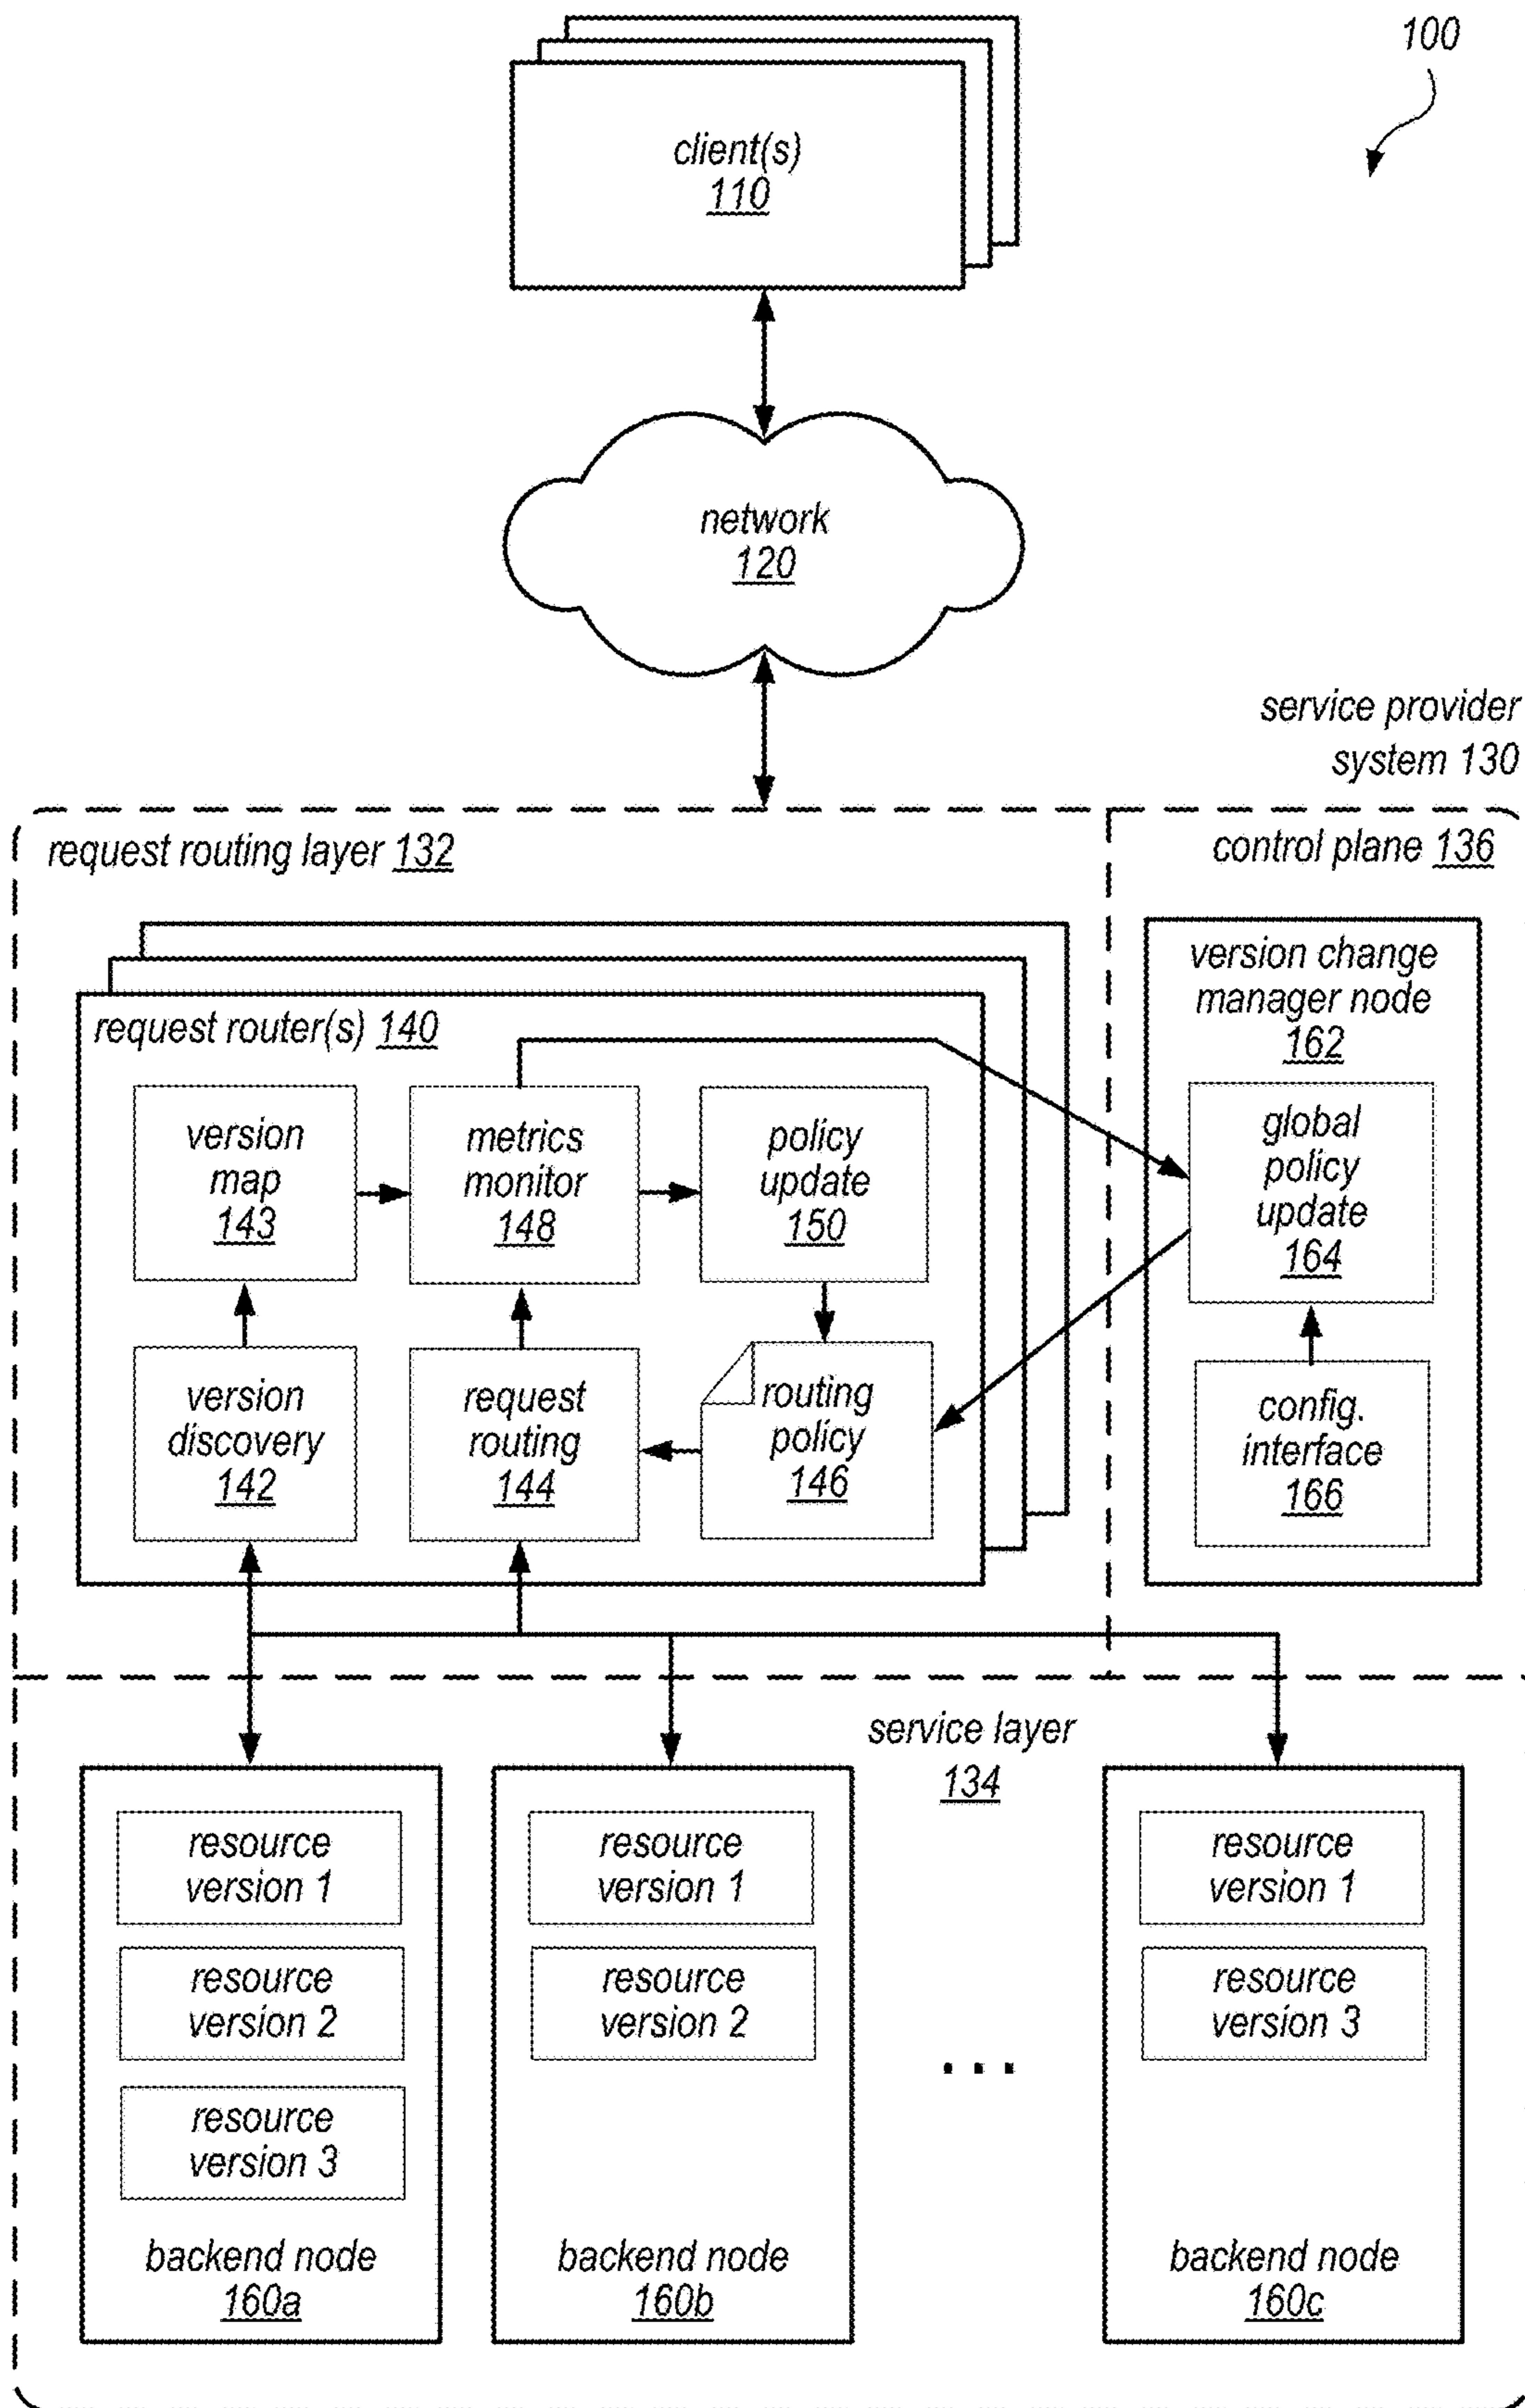 100
client(s)
110
network
120
service provider
system 130
request routing layer 132
control plane 136
request router(s) 140
version
map
143
metrics
monitor
148
policy
update
150
version
discovery
142
request
routing
144
routing
policy
146
version change
manager node
162
global
policy
update
164
config.
interface
166
service layer
134
resource
version 1
resource
version 2
resource
version 3
backend node
160a
resource
version 1
resource
version 2
backend node
160b
...
resource
version 1
resource
version 3
backend node
160c